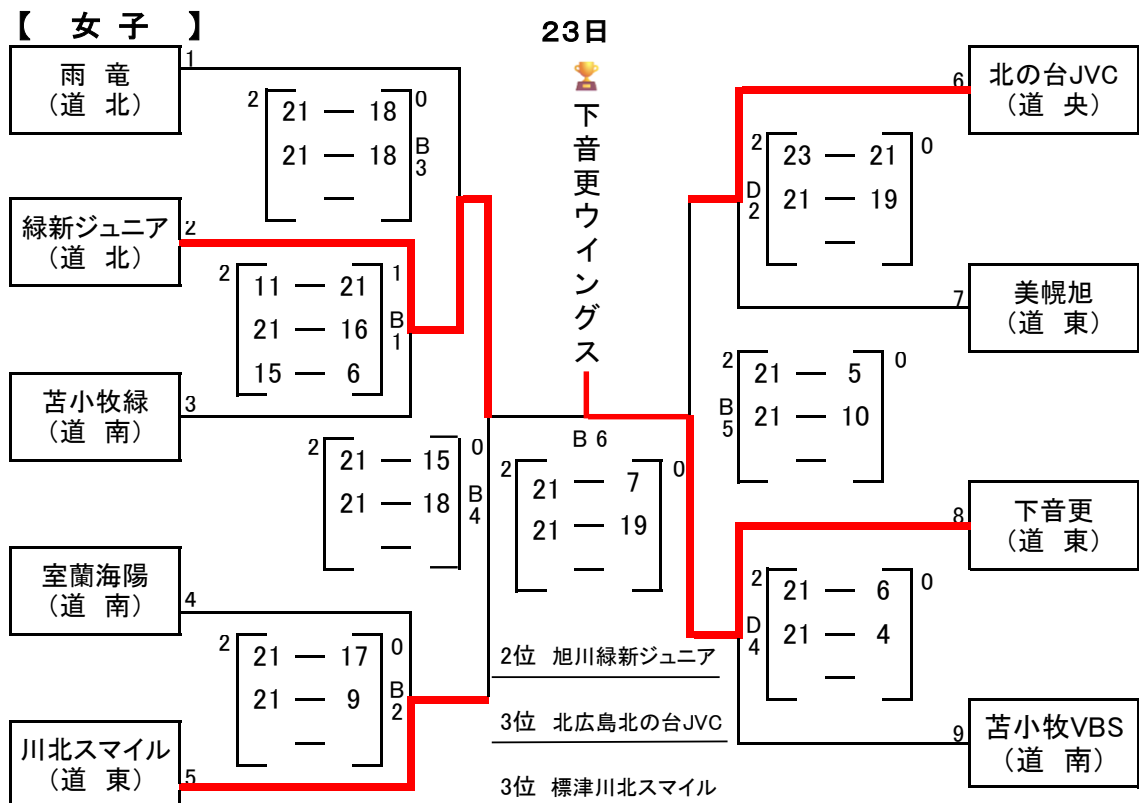 【 女 子 】
23日
雨 竜
(道 北)
1
2
21 — 18
21 — 18
—
0
B3
緑新ジュニア
(道 北)
2
2
11 — 21
21 — 16
15 — 6
1
B1
苫小牧緑
(道 南)
3
2
21 — 15
21 — 18
—
0
B4
室蘭海陽
(道 南)
4
2
21 — 17
21 — 9
—
0
B2
川北スマイル
(道 東)
5
下音更ウイングス
B6
2
21 — 7
21 — 19
—
0
2位 旭川緑新ジュニア
3位 北広島北の台JVC
3位 標津川北スマイル
6
北の台JVC
(道 央)
2
D2
23 — 21
21 — 19
—
0
7
美幌旭
(道 東)
2
B5
21 — 5
21 — 10
—
0
8
下音更
(道 東)
2
D4
21 — 6
21 — 4
—
0
9
苫小牧VBS
(道 南)